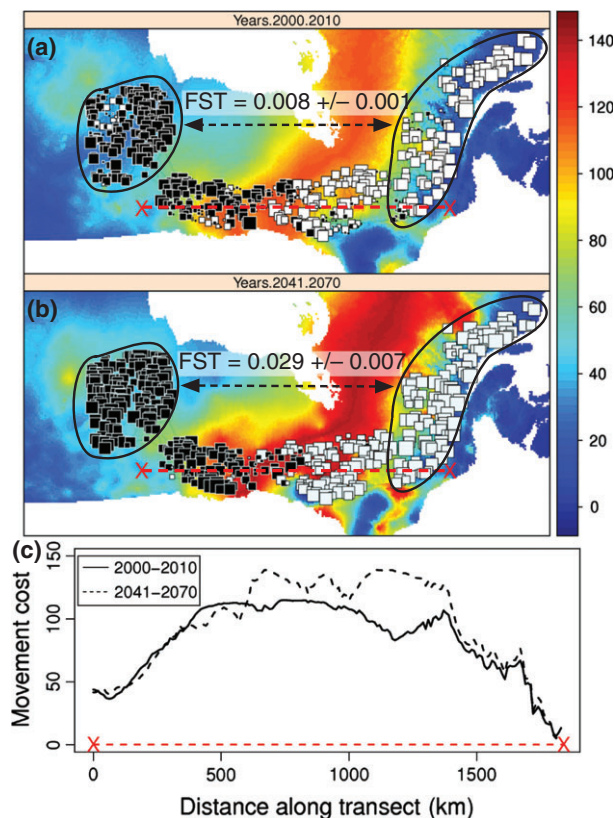 Years.2000.2010
(a)
FST = 0.008 +/− 0.001
Years.2041.2070
(b)
FST = 0.029 +/− 0.007
140
120
100
80
60
40
20
0
(c)
2000−2010
2041−2070
Movement cost
150
100
50
0
0
500
1000
1500
Distance along transect (km)